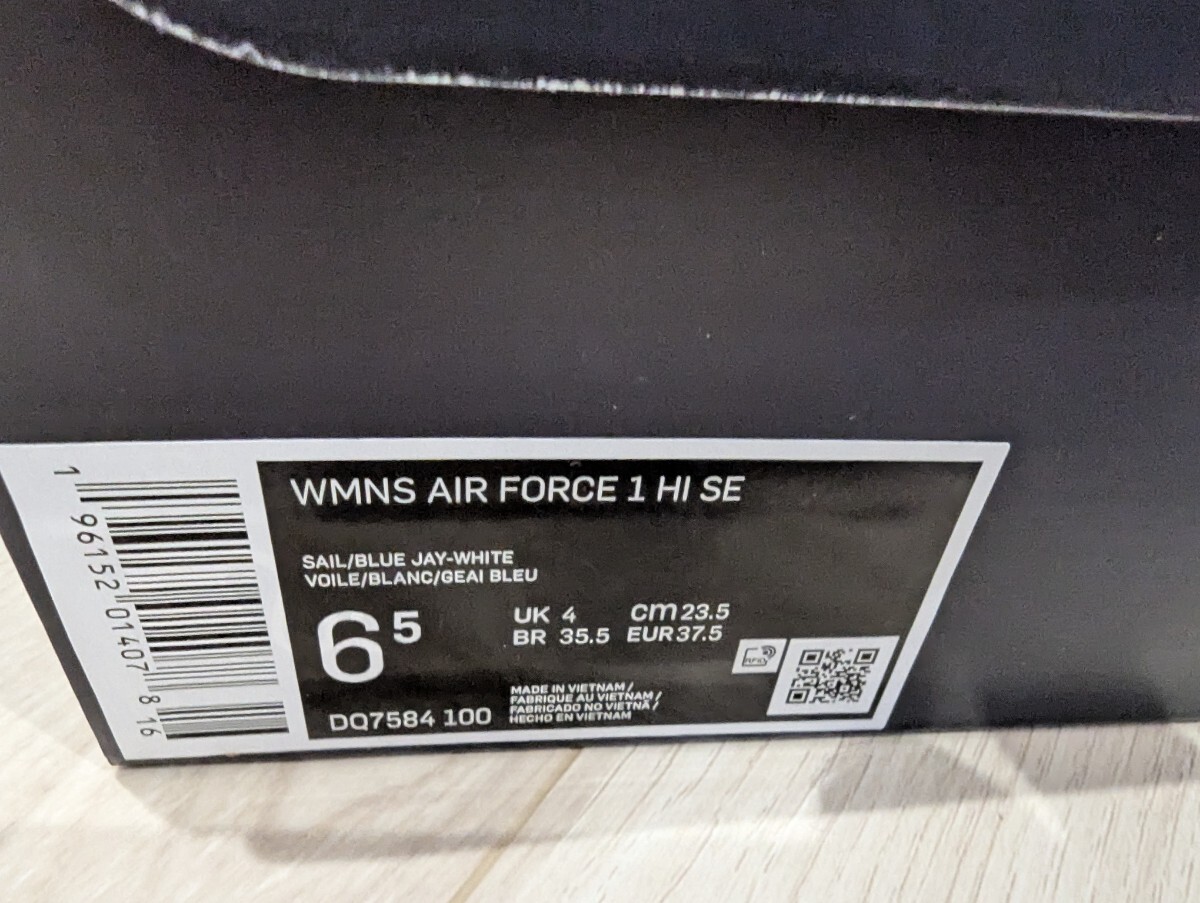 WMNS AIR FORCE 1 HI SE
SAIL/BLUE JAY-WHITE
VOILE/BLANC/GEAI BLEU
6 5
UK 4 cm 23.5
BR 35.5 EUR 37.5
MADE IN VIETNAM /
FABRIQUE AU VIETNAM /
FABRICADO NO VIETNÃ /
HECHO EN VIETNAM
DQ7584 100
1 96152 01407 8 16
RFID